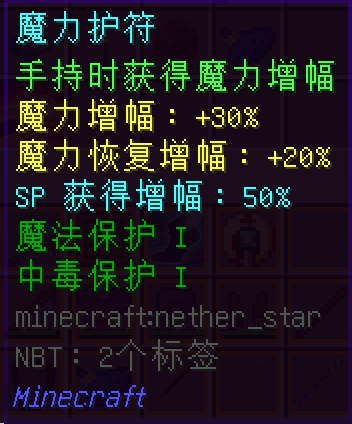 魔力护符
手持时获得魔力增幅
魔力增幅：+30%
魔力恢复增幅：+20%
SP 获得增幅：50%
魔法保护 I
中毒保护 I
minecraft:nether_star
NBT：2个标签
Minecraft